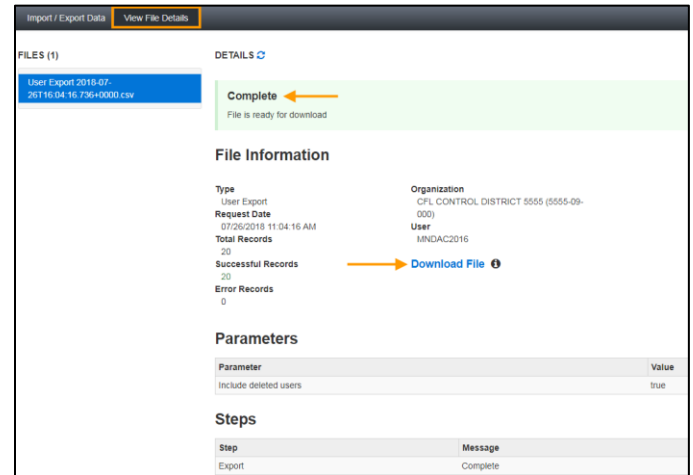 Import / Export Data View File Details
FILES (1)
User Export 2018-07-
26T16:04:16.736+0000.csv
DETAILS
Complete
File is ready for download
File Information
Type
User Export
Request Date
07/26/2018 11:04:16 AM
Total Records
20
Successful Records
20
Error Records
0
Organization
CFL CONTROL DISTRICT 5555 (5555-09-
000)
User
MNDAC2016
Download File
Parameters
Parameter Value
Include deleted users true
Steps
Step Message
Export Complete